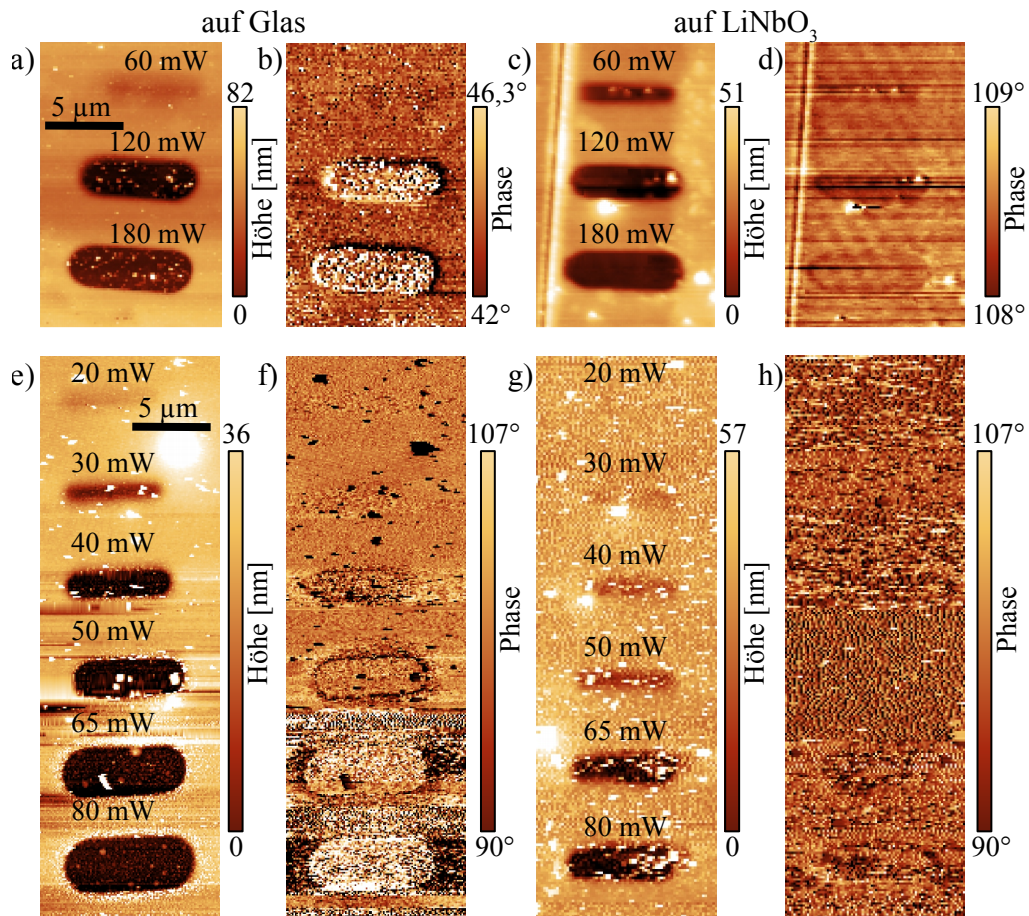 auf Glas
auf LiNbO₃
a)
60 mW
5 µm
120 mW
180 mW
82
Höhe [nm]
0
b)
46,3°
Phase
42°
c)
60 mW
120 mW
180 mW
51
Höhe [nm]
0
d)
109°
Phase
108°
e)
20 mW
5 µm
30 mW
40 mW
50 mW
65 mW
80 mW
36
Höhe [nm]
0
f)
107°
Phase
90°
g)
20 mW
30 mW
40 mW
50 mW
65 mW
80 mW
57
Höhe [nm]
0
h)
107°
Phase
90°